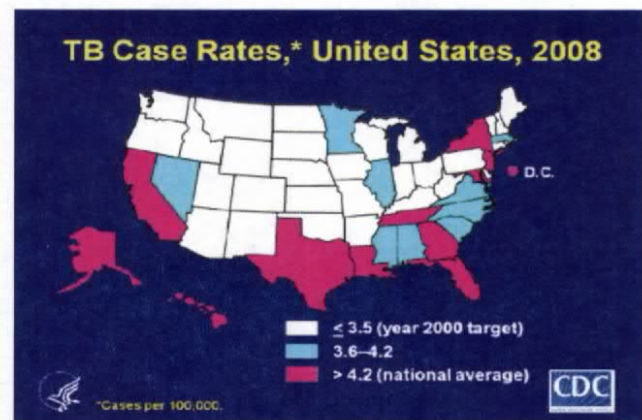 TB Case Rates,* United States, 2008
D.C.
≤ 3.5 (year 2000 target)
3.6–4.2
> 4.2 (national average)
*Cases per 100,000.
CDC